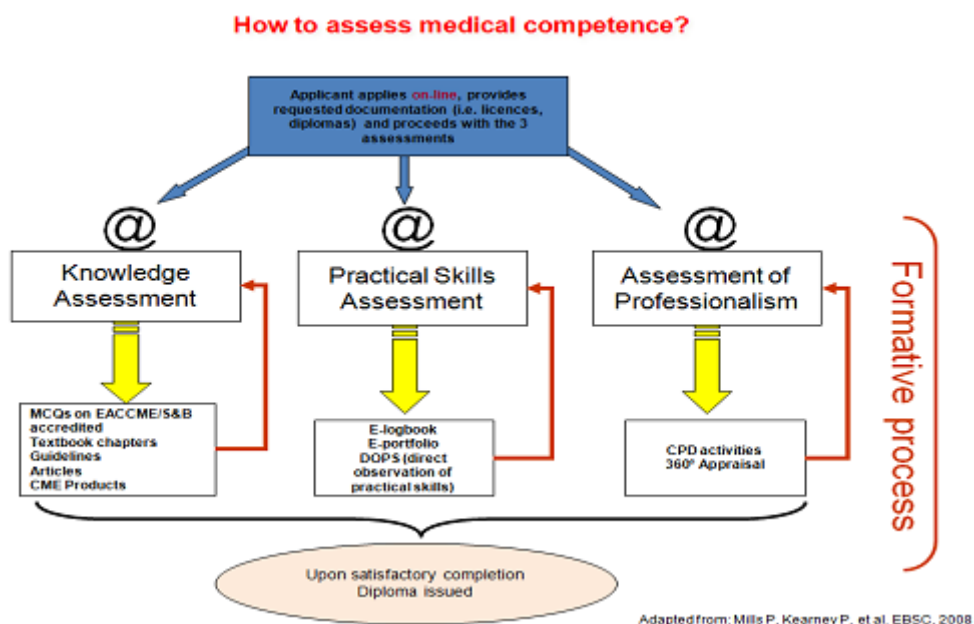 How to assess medical competence?
Applicant applies on-line, provides
requested documentation (i.e. licences,
diplomas) and proceeds with the 3
assessments
@
@
@
Knowledge
Assessment
Practical Skills
Assessment
Assessment of
Professionalism
MCQs on EACCME/S&B
accredited
Textbook chapters
Guidelines
Articles
CME Products
E-logbook
E-portfolio
DOPS (direct
observation of
practical skills)
CPD activities
360º Appraisal
Formative process
Upon satisfactory completion
Diploma issued
Adapted from: Mills P, Kearney P, et al. EBSC, 2008